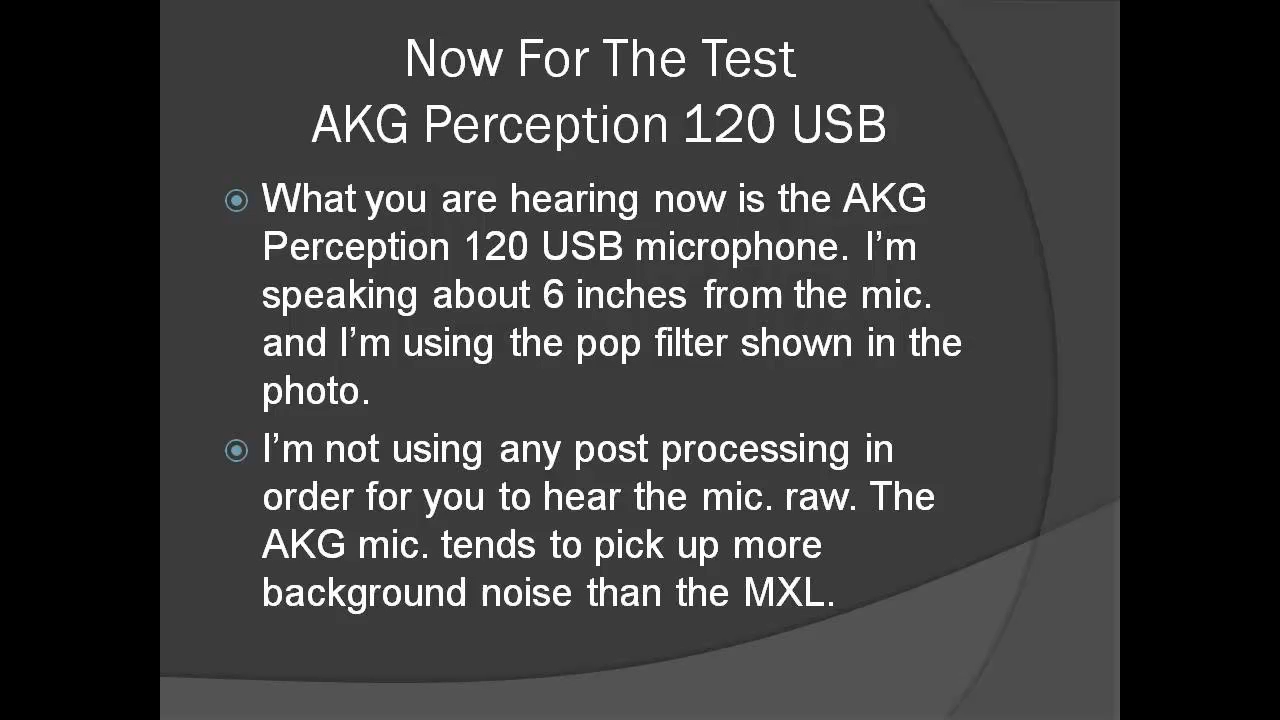 Now For The Test
AKG Perception 120 USB
What you are hearing now is the AKG
Perception 120 USB microphone. I’m
speaking about 6 inches from the mic.
and I’m using the pop filter shown in the
photo.
I’m not using any post processing in
order for you to hear the mic. raw. The
AKG mic. tends to pick up more
background noise than the MXL.